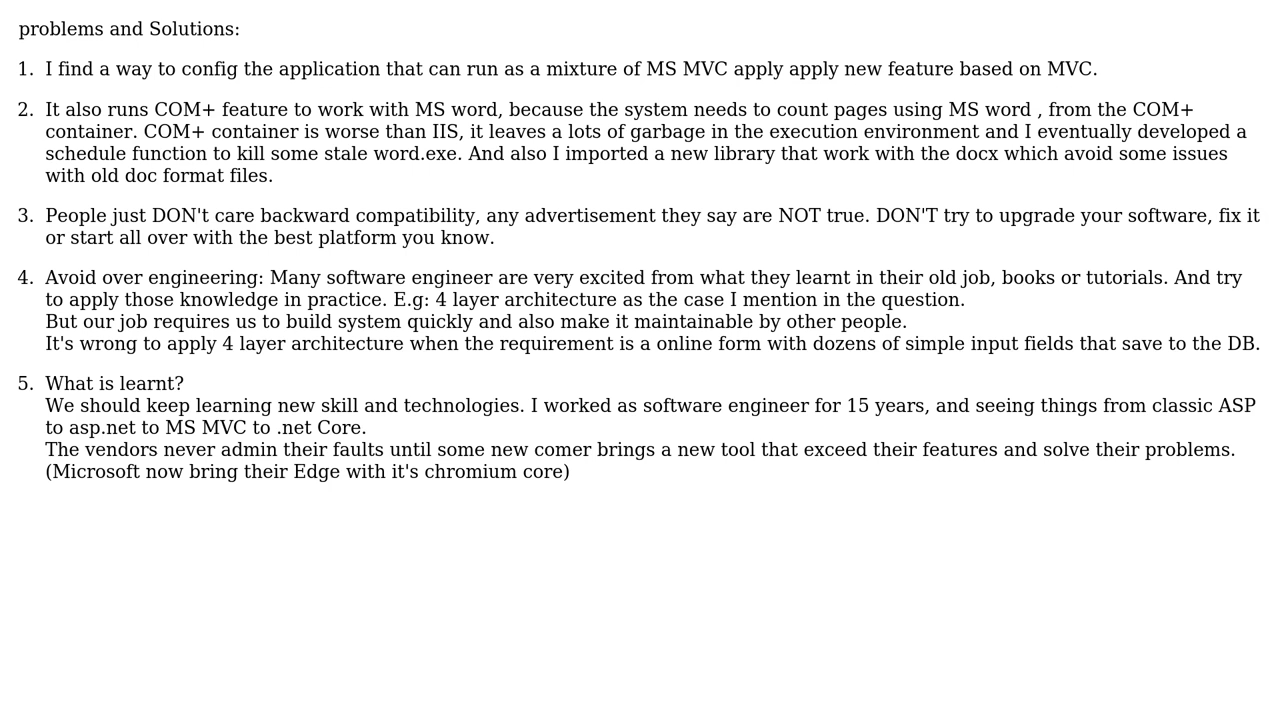 problems and Solutions:
1. I find a way to config the application that can run as a mixture of MS MVC apply apply new feature based on MVC.
2. It also runs COM+ feature to work with MS word, because the system needs to count pages using MS word , from the COM+
container. COM+ container is worse than IIS, it leaves a lots of garbage in the execution environment and I eventually developed a
schedule function to kill some stale word.exe. And also I imported a new library that work with the docx which avoid some issues
with old doc format files.
3. People just DON't care backward compatibility, any advertisement they say are NOT true. DON'T try to upgrade your software, fix it
or start all over with the best platform you know.
4. Avoid over engineering: Many software engineer are very excited from what they learnt in their old job, books or tutorials. And try
to apply those knowledge in practice. E.g: 4 layer architecture as the case I mention in the question.
But our job requires us to build system quickly and also make it maintainable by other people.
It's wrong to apply 4 layer architecture when the requirement is a online form with dozens of simple input fields that save to the DB.
5. What is learnt?
We should keep learning new skill and technologies. I worked as software engineer for 15 years, and seeing things from classic ASP
to asp.net to MS MVC to .net Core.
The vendors never admin their faults until some new comer brings a new tool that exceed their features and solve their problems.
(Microsoft now bring their Edge with it's chromium core)